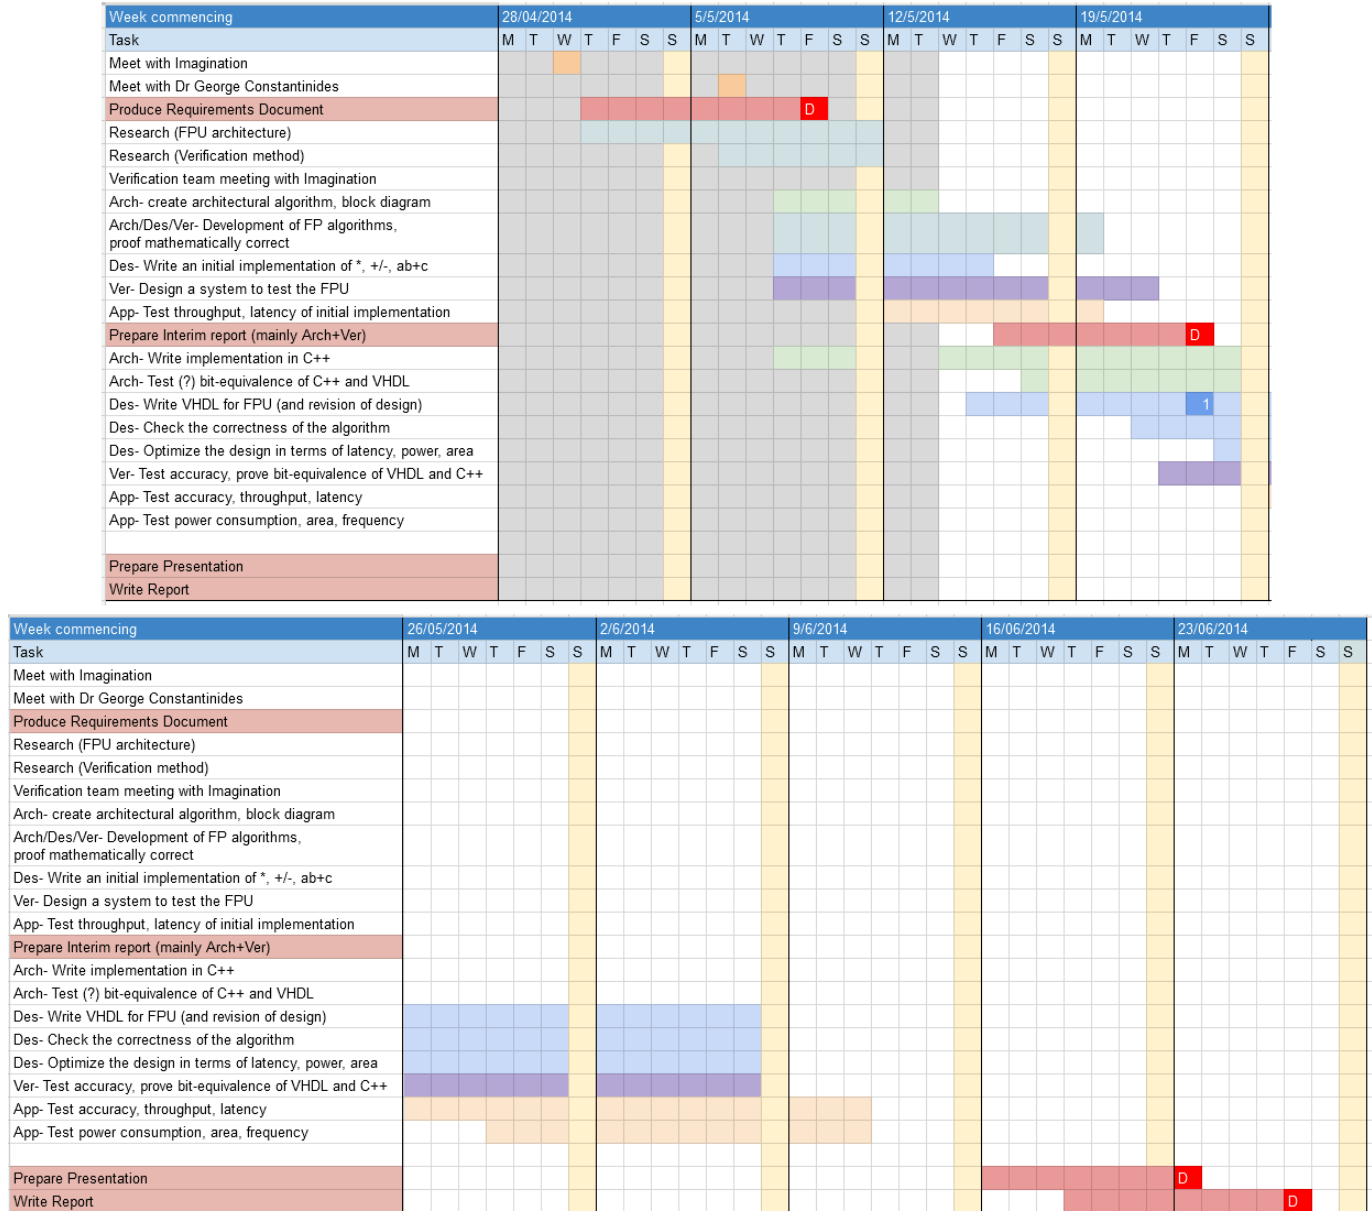 Week commencing 28/04/2014 5/5/2014 12/5/2014 19/5/2014
Task M T W T F S S M T W T F S S M T W T F S S M T W T F S S
Meet with Imagination
Meet with Dr George Constantinides
Produce Requirements Document D
Research (FPU architecture)
Research (Verification method)
Verification team meeting with Imagination
Arch- create architectural algorithm, block diagram
Arch/Des/Ver- Development of FP algorithms,
proof mathematically correct
Des- Write an initial implementation of *, +/-, ab+c
Ver- Design a system to test the FPU
App- Test throughput, latency of initial implementation
Prepare Interim report (mainly Arch+Ver) D
Arch- Write implementation in C++
Arch- Test (?) bit-equivalence of C++ and VHDL
Des- Write VHDL for FPU (and revision of design) 1
Des- Check the correctness of the algorithm
Des- Optimize the design in terms of latency, power, area
Ver- Test accuracy, prove bit-equivalence of VHDL and C++
App- Test accuracy, throughput, latency
App- Test power consumption, area, frequency
Prepare Presentation
Write Report
Week commencing 26/05/2014 2/6/2014 9/6/2014 16/06/2014 23/06/2014
Task M T W T F S S M T W T F S S M T W T F S S M T W T F S S M T W T F S S
Meet with Imagination
Meet with Dr George Constantinides
Produce Requirements Document
Research (FPU architecture)
Research (Verification method)
Verification team meeting with Imagination
Arch- create architectural algorithm, block diagram
Arch/Des/Ver- Development of FP algorithms,
proof mathematically correct
Des- Write an initial implementation of *, +/-, ab+c
Ver- Design a system to test the FPU
App- Test throughput, latency of initial implementation
Prepare Interim report (mainly Arch+Ver)
Arch- Write implementation in C++
Arch- Test (?) bit-equivalence of C++ and VHDL
Des- Write VHDL for FPU (and revision of design)
Des- Check the correctness of the algorithm
Des- Optimize the design in terms of latency, power, area
Ver- Test accuracy, prove bit-equivalence of VHDL and C++
App- Test accuracy, throughput, latency
App- Test power consumption, area, frequency
Prepare Presentation D
Write Report D